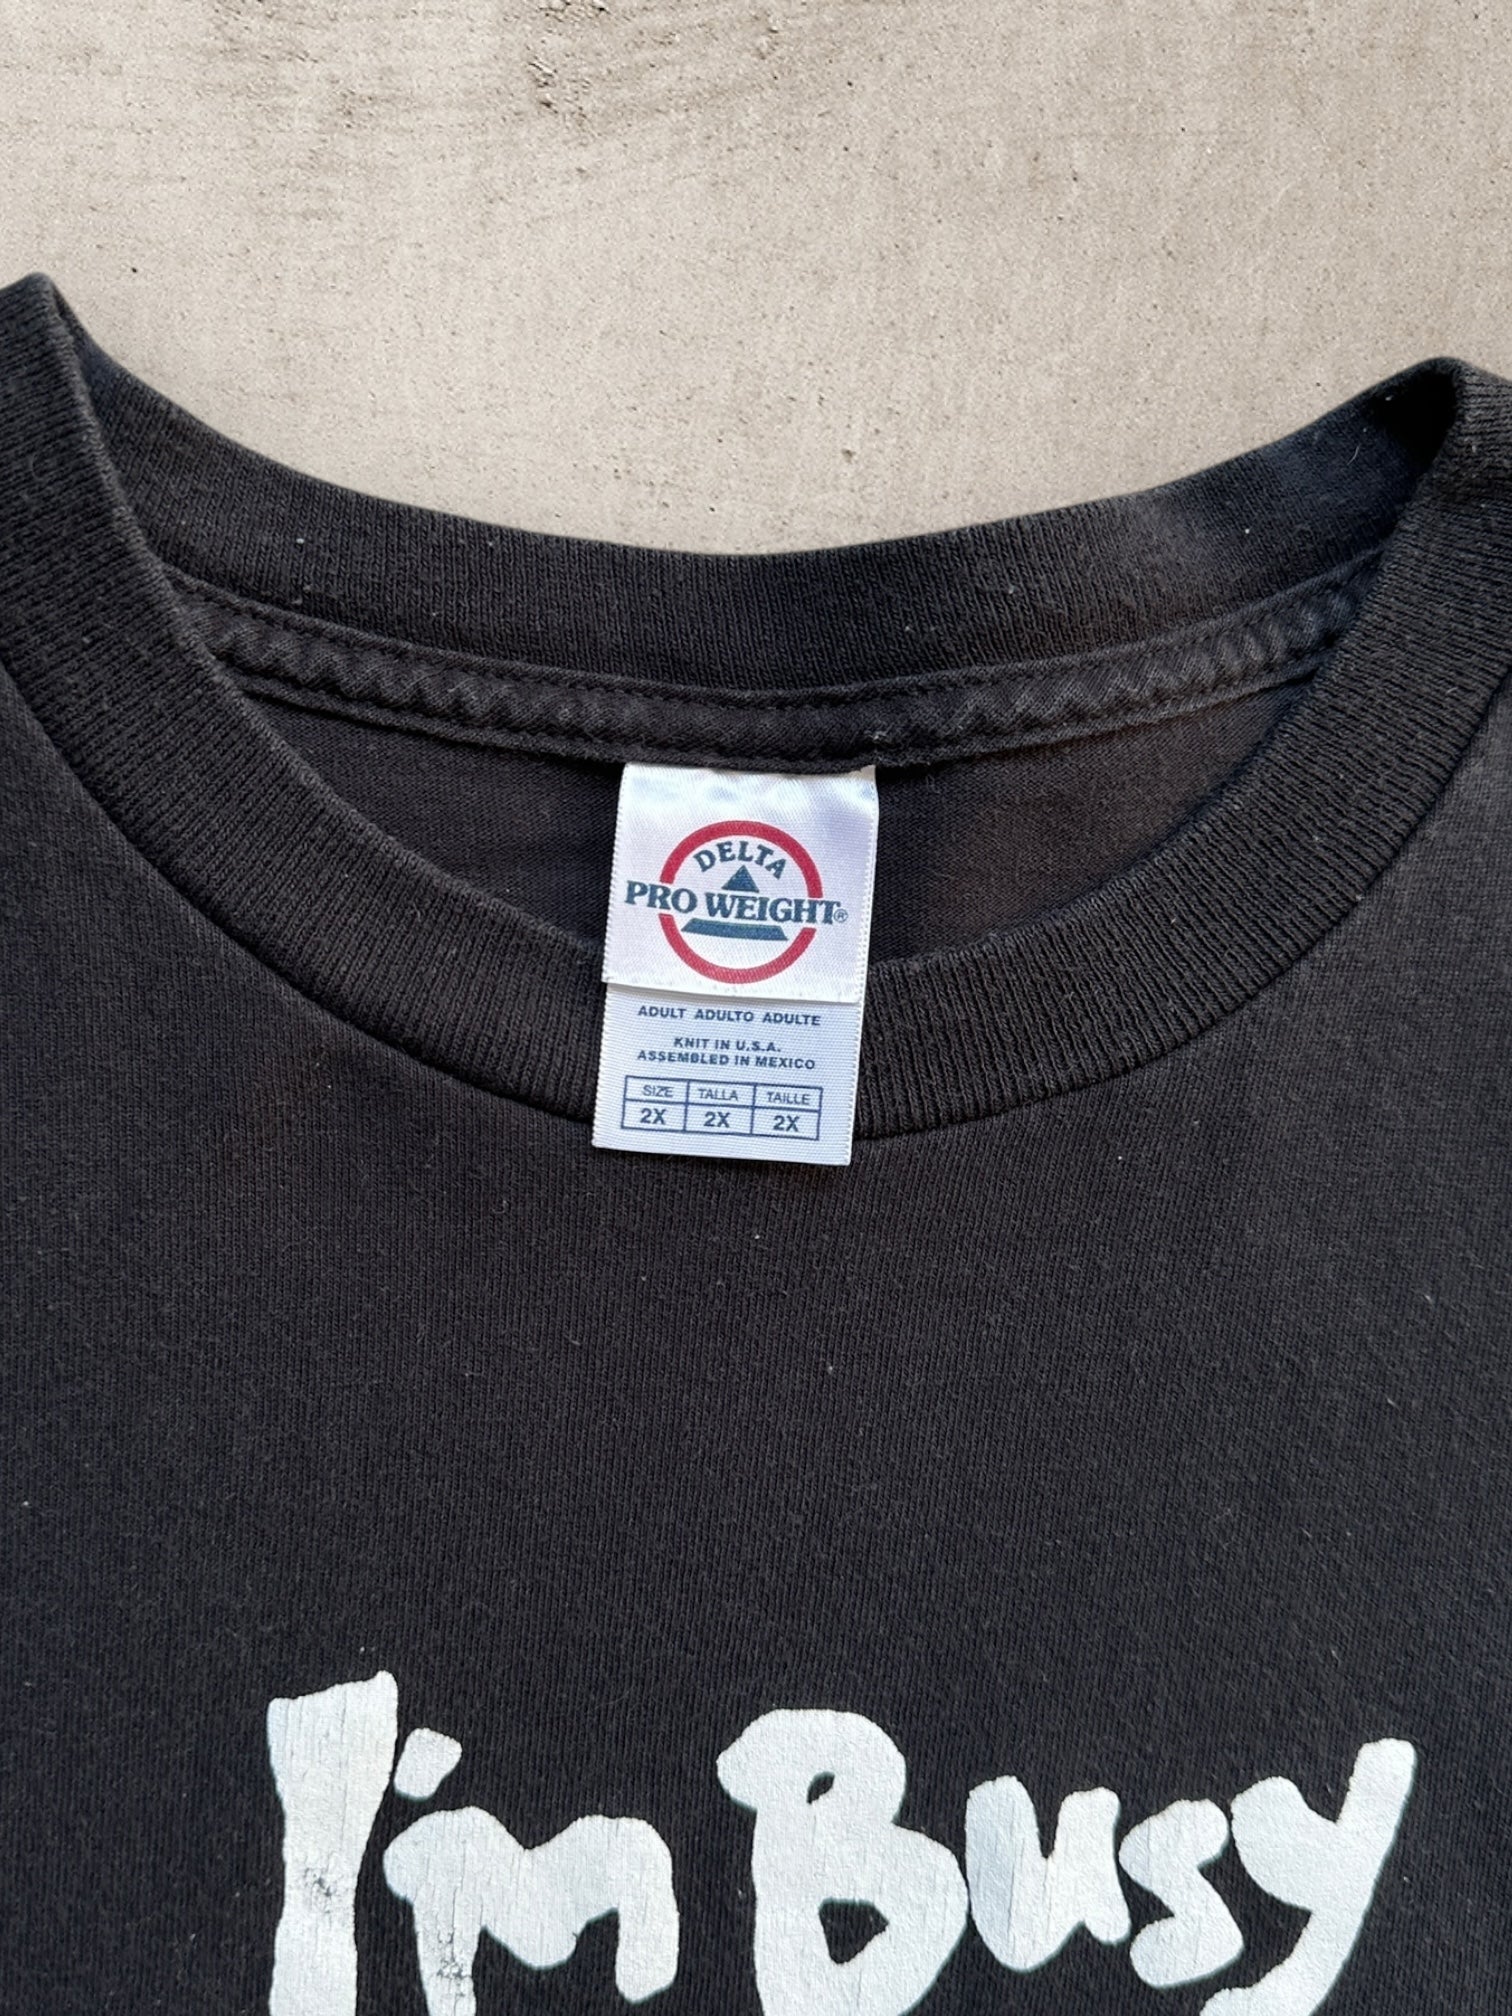 DELTA
PRO WEIGHT®
ADULT ADULTO ADULTE
KNIT IN U.S.A.
ASSEMBLED IN MEXICO
SIZE TALLA TAILLE
2X 2X 2X
I'm Busy